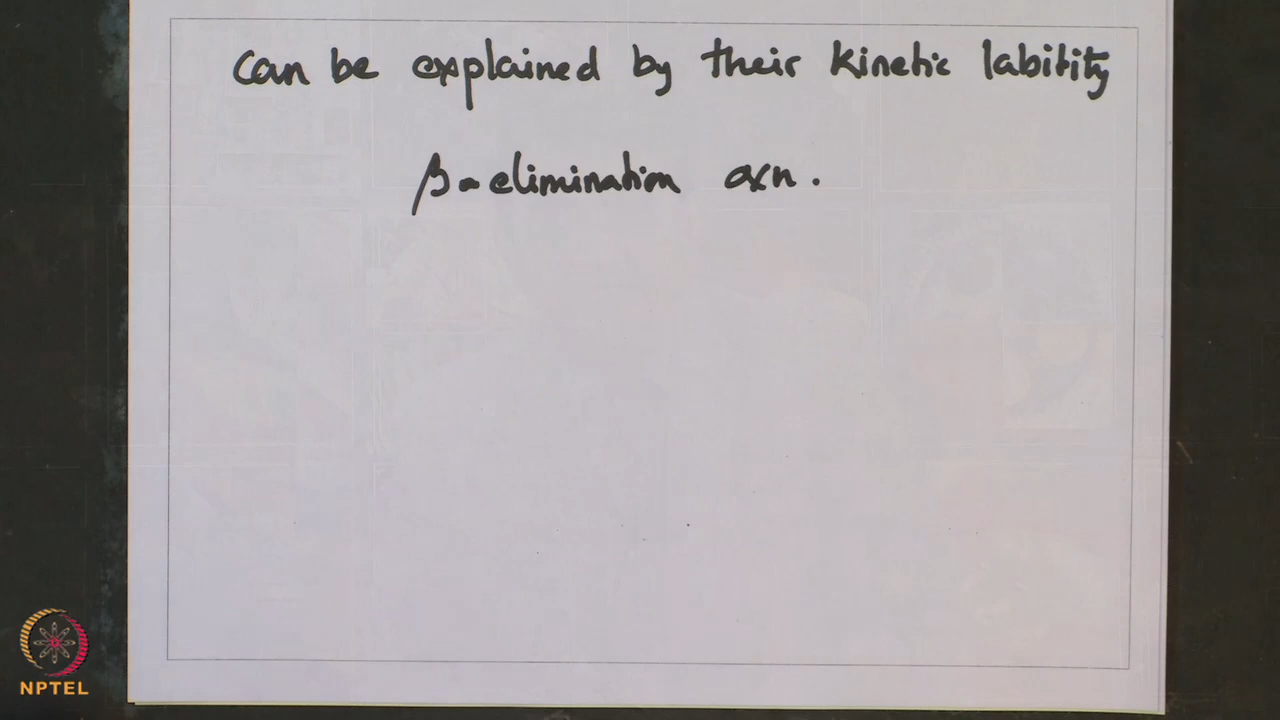 can be explained by their kinetic lability
β-elimination rxn.
NPTEL